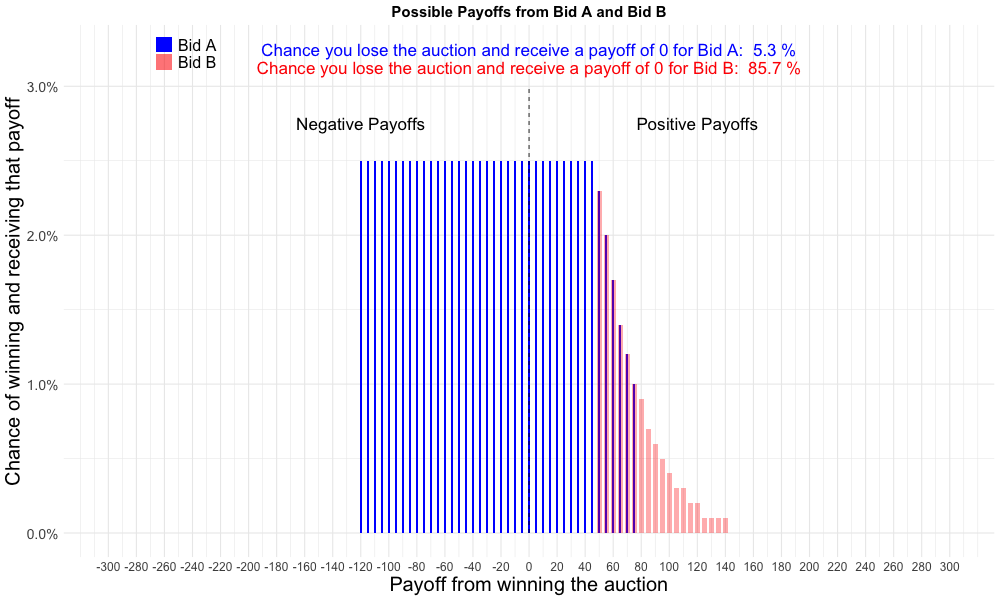 Possible Payoffs from Bid A and Bid B
Bid A
Bid B
Chance you lose the auction and receive a payoff of 0 for Bid A:  5.3 %
Chance you lose the auction and receive a payoff of 0 for Bid B:  85.7 %
Negative Payoffs
Positive Payoffs
Chance of winning and receiving that payoff
3.0%
2.0%
1.0%
0.0%
-300 -280 -260 -240 -220 -200 -180 -160 -140 -120 -100 -80 -60 -40 -20 0 20 40 60 80 100 120 140 160 180 200 220 240 260 280 300
Payoff from winning the auction